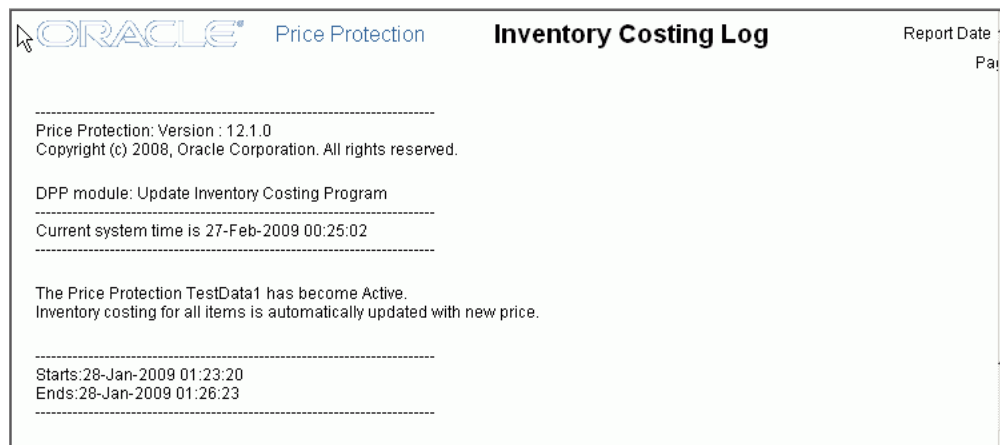 ORACLE Price Protection Inventory Costing Log Report Date
---------------------------------------------------------------------------
Price Protection: Version : 12.1.0
Copyright (c) 2008, Oracle Corporation. All rights reserved.
DPP module: Update Inventory Costing Program
---------------------------------------------------------------------------
Current system time is 27-Feb-2009 00:25:02
---------------------------------------------------------------------------
The Price Protection TestData1 has become Active.
Inventory costing for all items is automatically updated with new price.
---------------------------------------------------------------------------
Starts:28-Jan-2009 01:23:20
Ends:28-Jan-2009 01:26:23
---------------------------------------------------------------------------